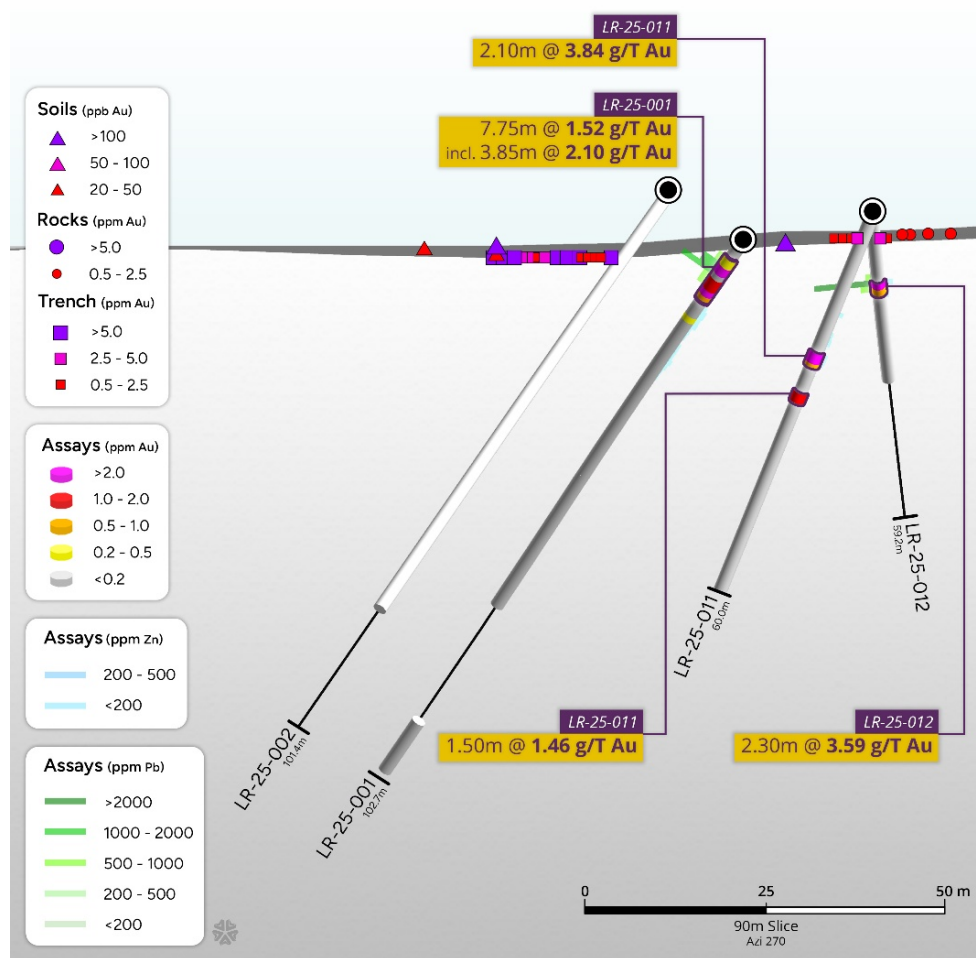 LR-25-011
2.10m @ 3.84 g/T Au
LR-25-001
7.75m @ 1.52 g/T Au
incl. 3.85m @ 2.10 g/T Au
Soils (ppb Au)
>100
50 - 100
20 - 50
Rocks (ppm Au)
>5.0
0.5 - 2.5
Trench (ppm Au)
>5.0
2.5 - 5.0
0.5 - 2.5
Assays (ppm Au)
>2.0
1.0 - 2.0
0.5 - 1.0
0.2 - 0.5
<0.2
Assays (ppm Zn)
200 - 500
<200
Assays (ppm Pb)
>2000
1000 - 2000
500 - 1000
200 - 500
<200
LR-25-002
101.4m
LR-25-001
102.7m
LR-25-011
60.0m
LR-25-012
59.2m
LR-25-011
1.50m @ 1.46 g/T Au
LR-25-012
2.30m @ 3.59 g/T Au
0 25 50 m
90m Slice
Azi 270